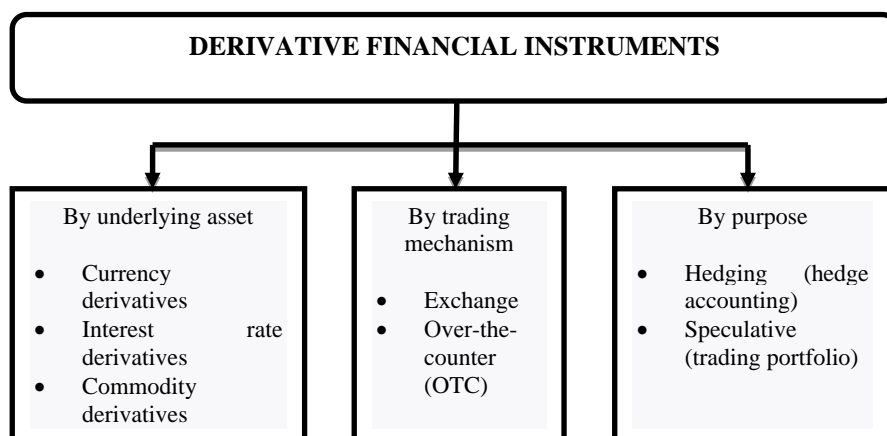 DERIVATIVE FINANCIAL INSTRUMENTS
By underlying asset
• Currency
derivatives
• Interest rate
derivatives
• Commodity
derivatives
By trading
mechanism
• Exchange
• Over-the-
counter
(OTC)
By purpose
• Hedging (hedge
accounting)
• Speculative
(trading portfolio)